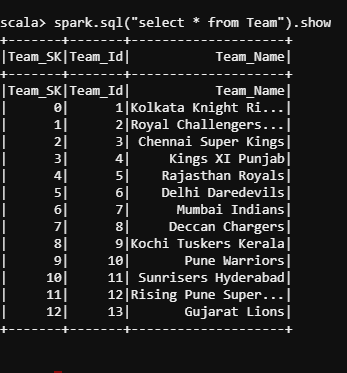 scala> spark.sql("select * from Team").show
+-------+-------+--------------------+
|Team_SK|Team_Id|           Team_Name|
+-------+-------+--------------------+
|Team_SK|Team_Id|           Team_Name|
|      0|      1|Kolkata Knight Ri...|
|      1|      2|Royal Challengers...|
|      2|      3| Chennai Super Kings|
|      3|      4|     Kings XI Punjab|
|      4|      5|    Rajasthan Royals|
|      5|      6|    Delhi Daredevils|
|      6|      7|      Mumbai Indians|
|      7|      8|     Deccan Chargers|
|      8|      9|Kochi Tuskers Kerala|
|      9|     10|       Pune Warriors|
|     10|     11| Sunrisers Hyderabad|
|     11|     12|Rising Pune Super...|
|     12|     13|       Gujarat Lions|
+-------+-------+--------------------+